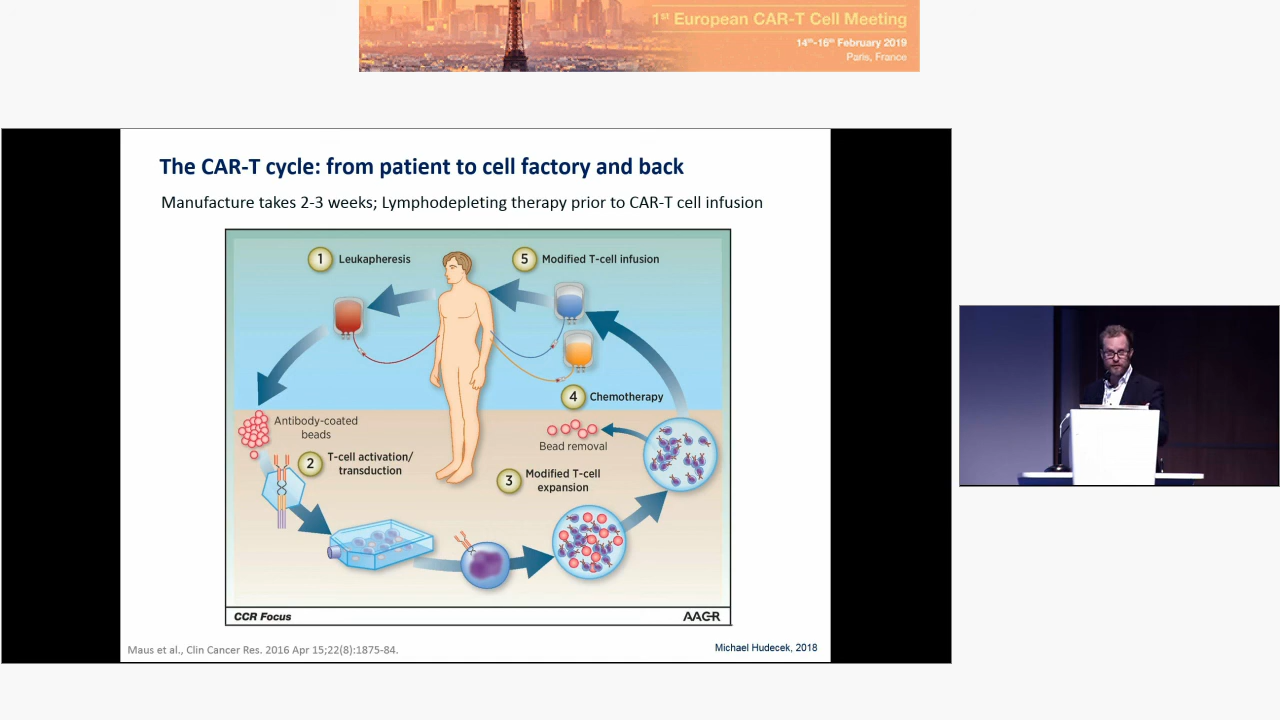 1st European CAR-T Cell Meeting
14th-16th February 2019
Paris, France
The CAR-T cycle: from patient to cell factory and back
Manufacture takes 2-3 weeks; Lymphodepleting therapy prior to CAR-T cell infusion
1 Leukapheresis
5 Modified T-cell infusion
4 Chemotherapy
Antibody-coated
beads
Bead removal
2 T-cell activation/
transduction
3 Modified T-cell
expansion
CCR Focus
AACR
Maus et al., Clin Cancer Res. 2016 Apr 15;22(8):1875-84.
Michael Hudecek, 2018